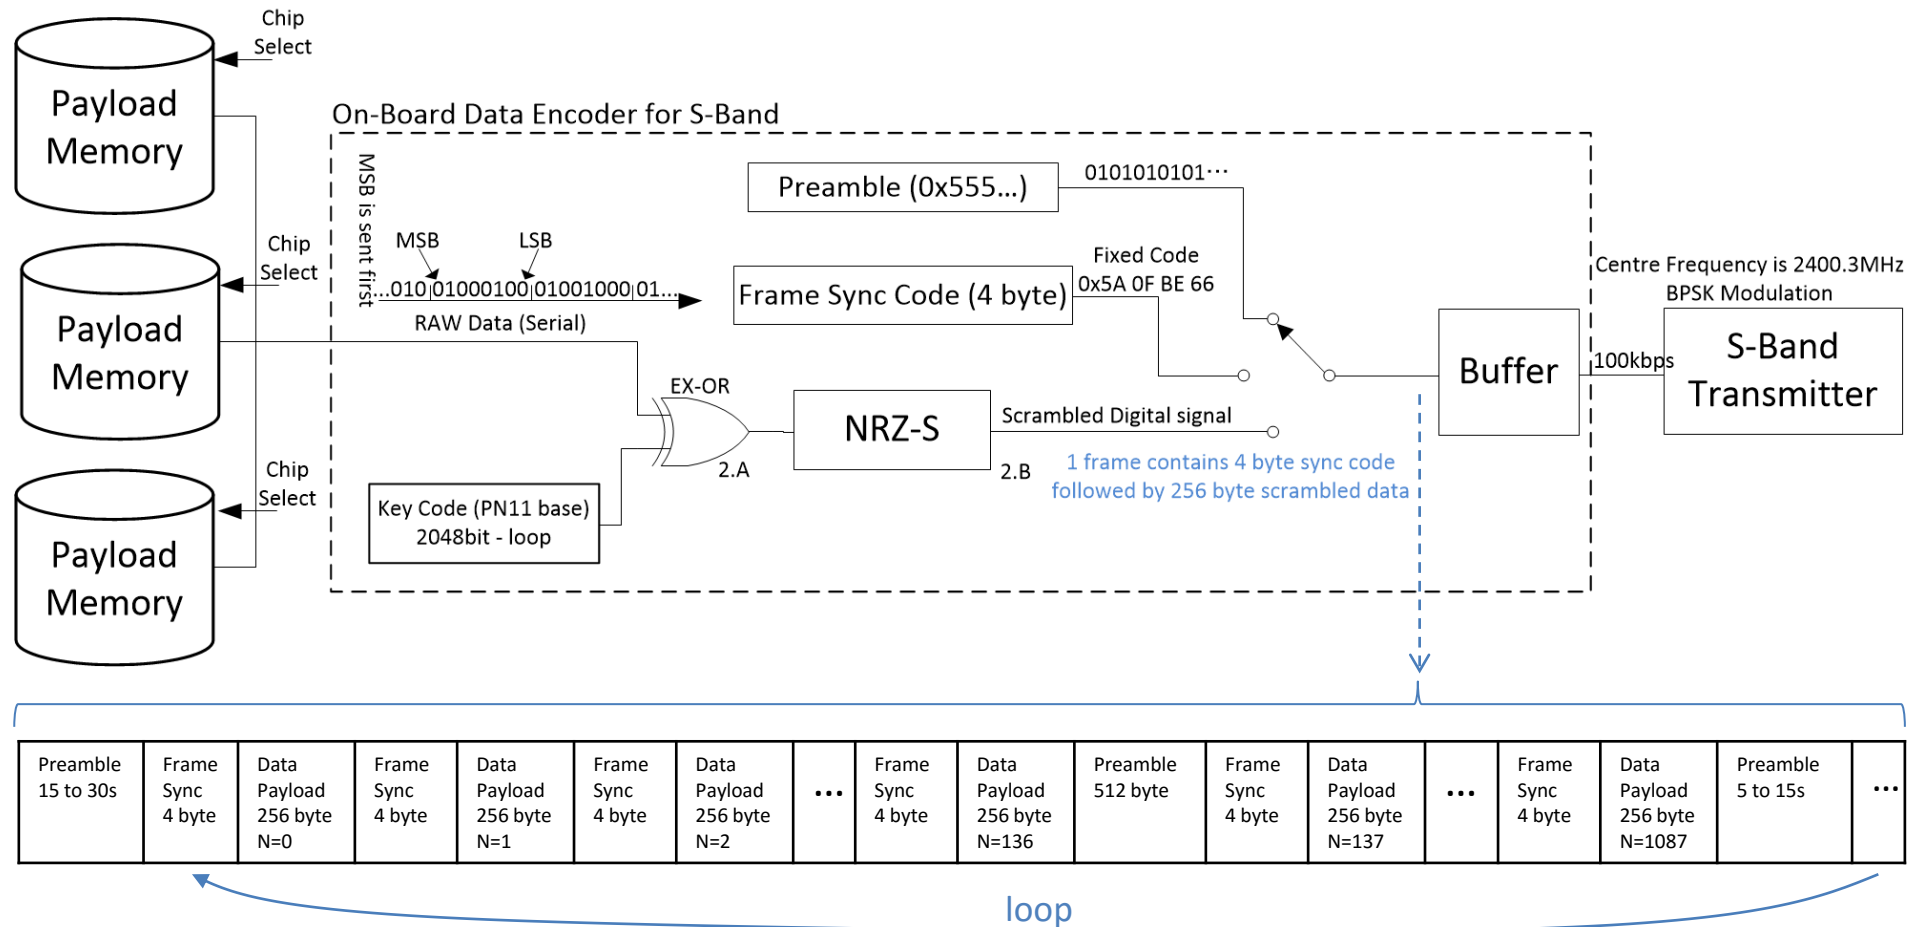 Chip
Select
Payload
Memory
On-Board Data Encoder for S-Band
MSB is sent first
Preamble (0x555...)
0101010101...
Chip
Select
MSB
LSB
...010|01000100|01001000|01...
RAW Data (Serial)
Frame Sync Code (4 byte)
Fixed Code
0x5A 0F BE 66
Centre Frequency is 2400.3MHz
BPSK Modulation
Payload
Memory
Buffer
100kbps
S-Band
Transmitter
EX-OR
2.A
NRZ-S
Scrambled Digital signal
2.B
1 frame contains 4 byte sync code
followed by 256 byte scrambled data
Chip
Select
Key Code (PN11 base)
2048bit - loop
Payload
Memory
Preamble
15 to 30s
Frame
Sync
4 byte
Data
Payload
256 byte
N=0
Frame
Sync
4 byte
Data
Payload
256 byte
N=1
Frame
Sync
4 byte
Data
Payload
256 byte
N=2
...
Frame
Sync
4 byte
Data
Payload
256 byte
N=136
Preamble
512 byte
Frame
Sync
4 byte
Data
Payload
256 byte
N=137
...
Frame
Sync
4 byte
Data
Payload
256 byte
N=1087
Preamble
5 to 15s
...
loop